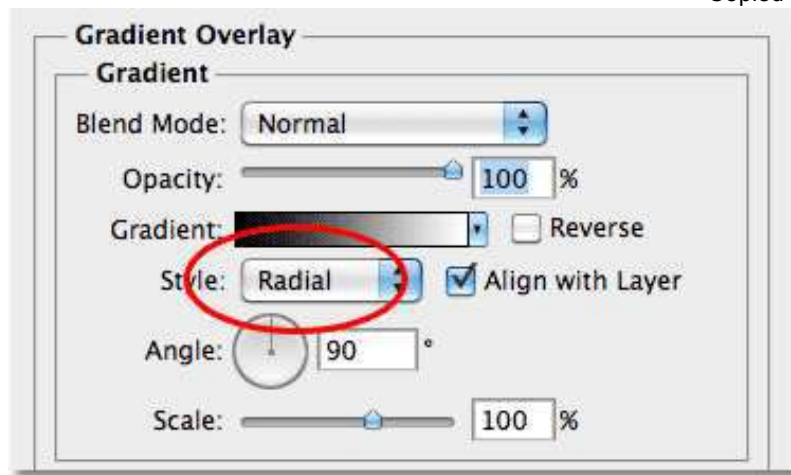 Gradient Overlay
Gradient
Blend Mode: Normal
Opacity: 100 %
Gradient: Reverse
Style: Radial Align with Layer
Angle: 90 °
Scale: 100 %